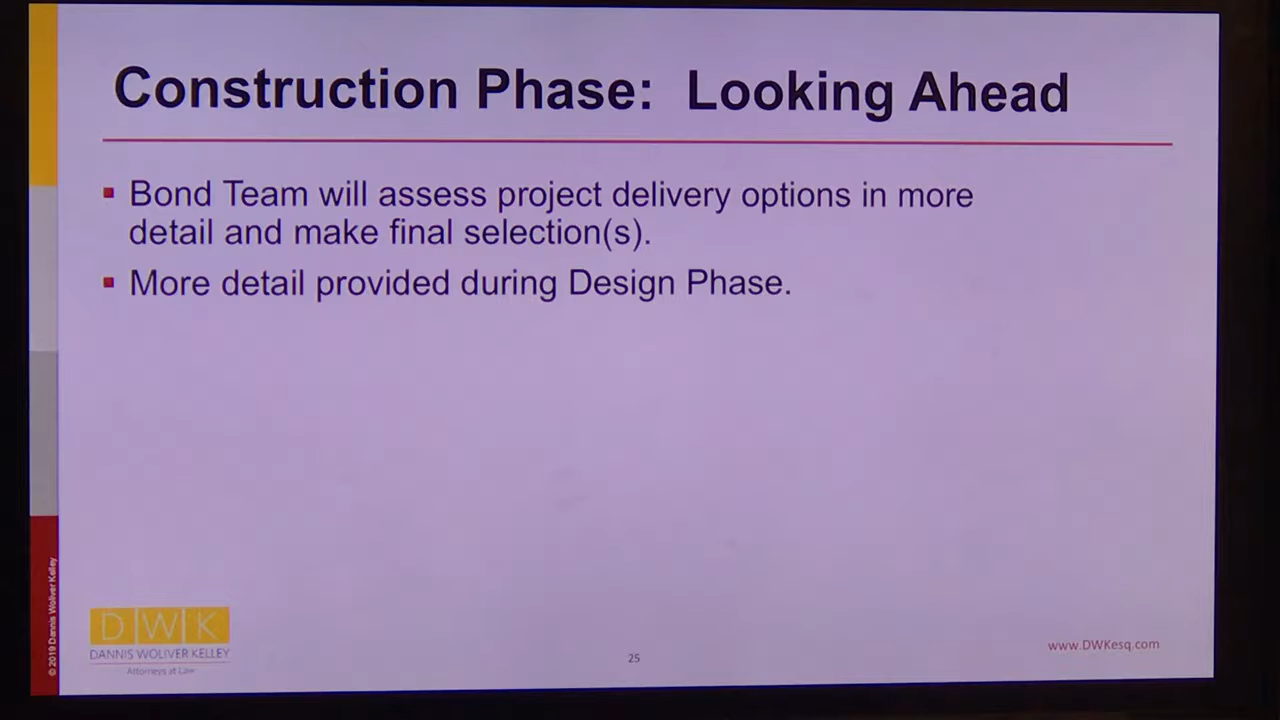 Construction Phase: Looking Ahead
▪ Bond Team will assess project delivery options in more
detail and make final selection(s).
▪ More detail provided during Design Phase.
© 2019 Dannis Woliver Kelley
DWK
DANNIS WOLIVER KELLEY
Attorneys at Law
25
www.DWKesq.com